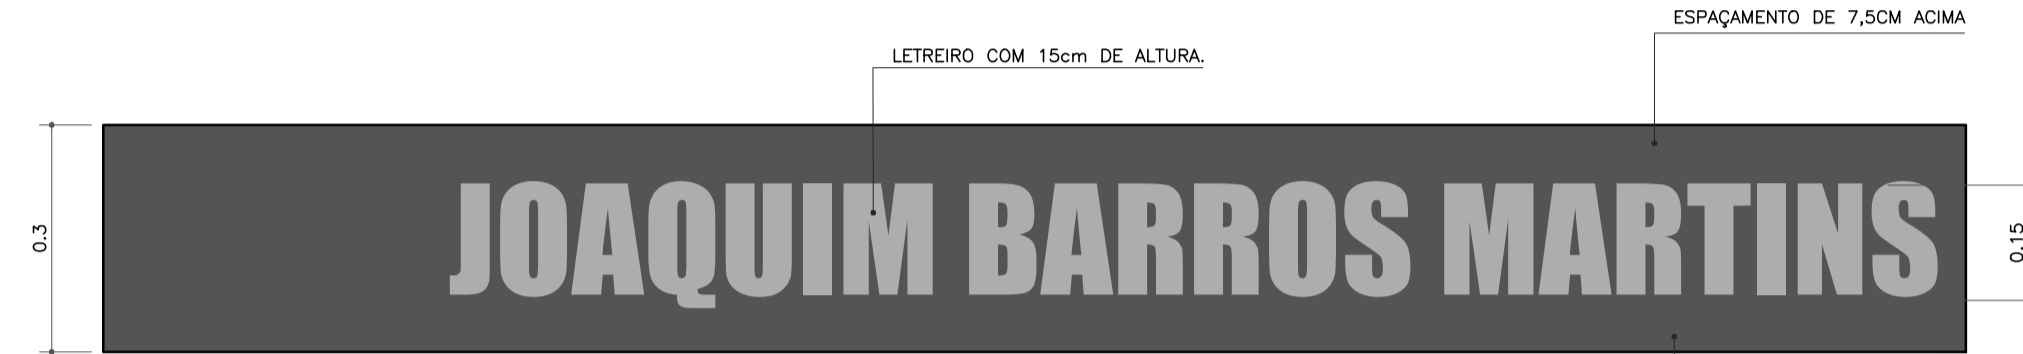 ESPAÇAMENTO DE 7,5CM ACIMA
LETREIRO COM 15cm DE ALTURA.
0.3
JOAQUIM BARROS MARTINS
0.15